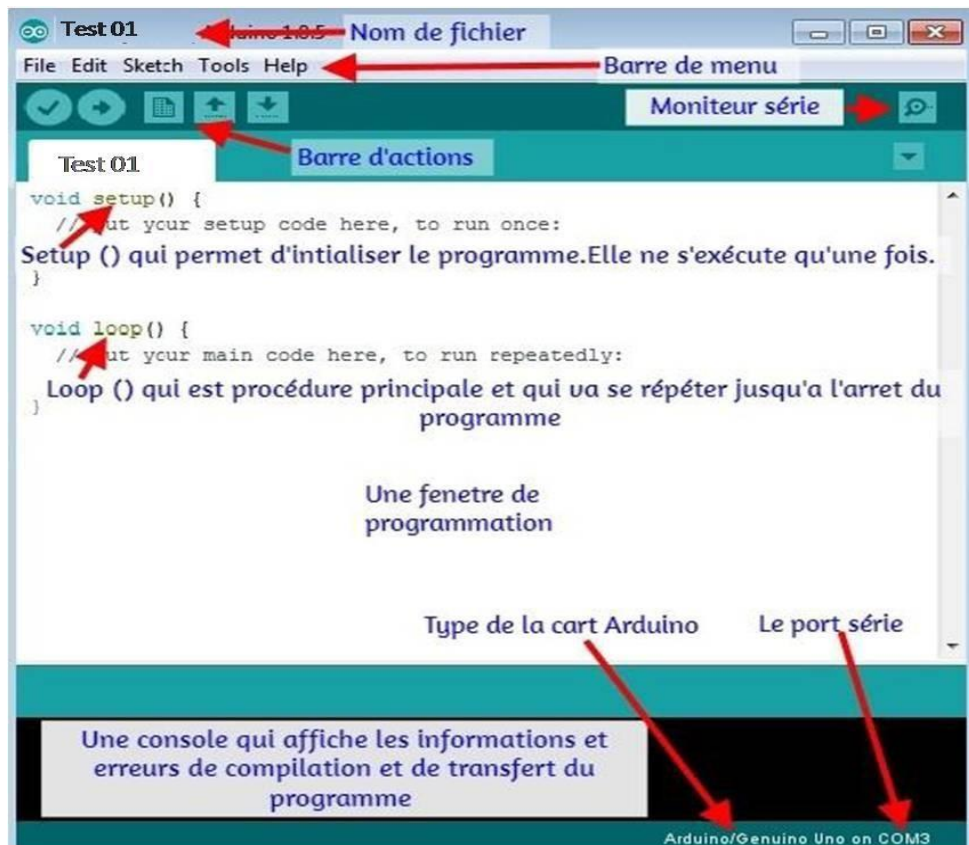 Test 01 Arduino 1.0.5 Nom de fichier
File Edit Sketch Tools Help Barre de menu
Moniteur série
Barre d'actions
Test 01
void setup() {
// put your setup code here, to run once:
Setup () qui permet d'intialiser le programme.Elle ne s'exécute qu'une fois.
}
void loop() {
// put your main code here, to run repeatedly:
Loop () qui est procédure principale et qui va se répéter jusqu'a l'arret du
programme
}
Une fenetre de
programmation
Type de la cart Arduino Le port série
Une console qui affiche les informations et
erreurs de compilation et de transfert du
programme
Arduino/Genuino Uno on COM3